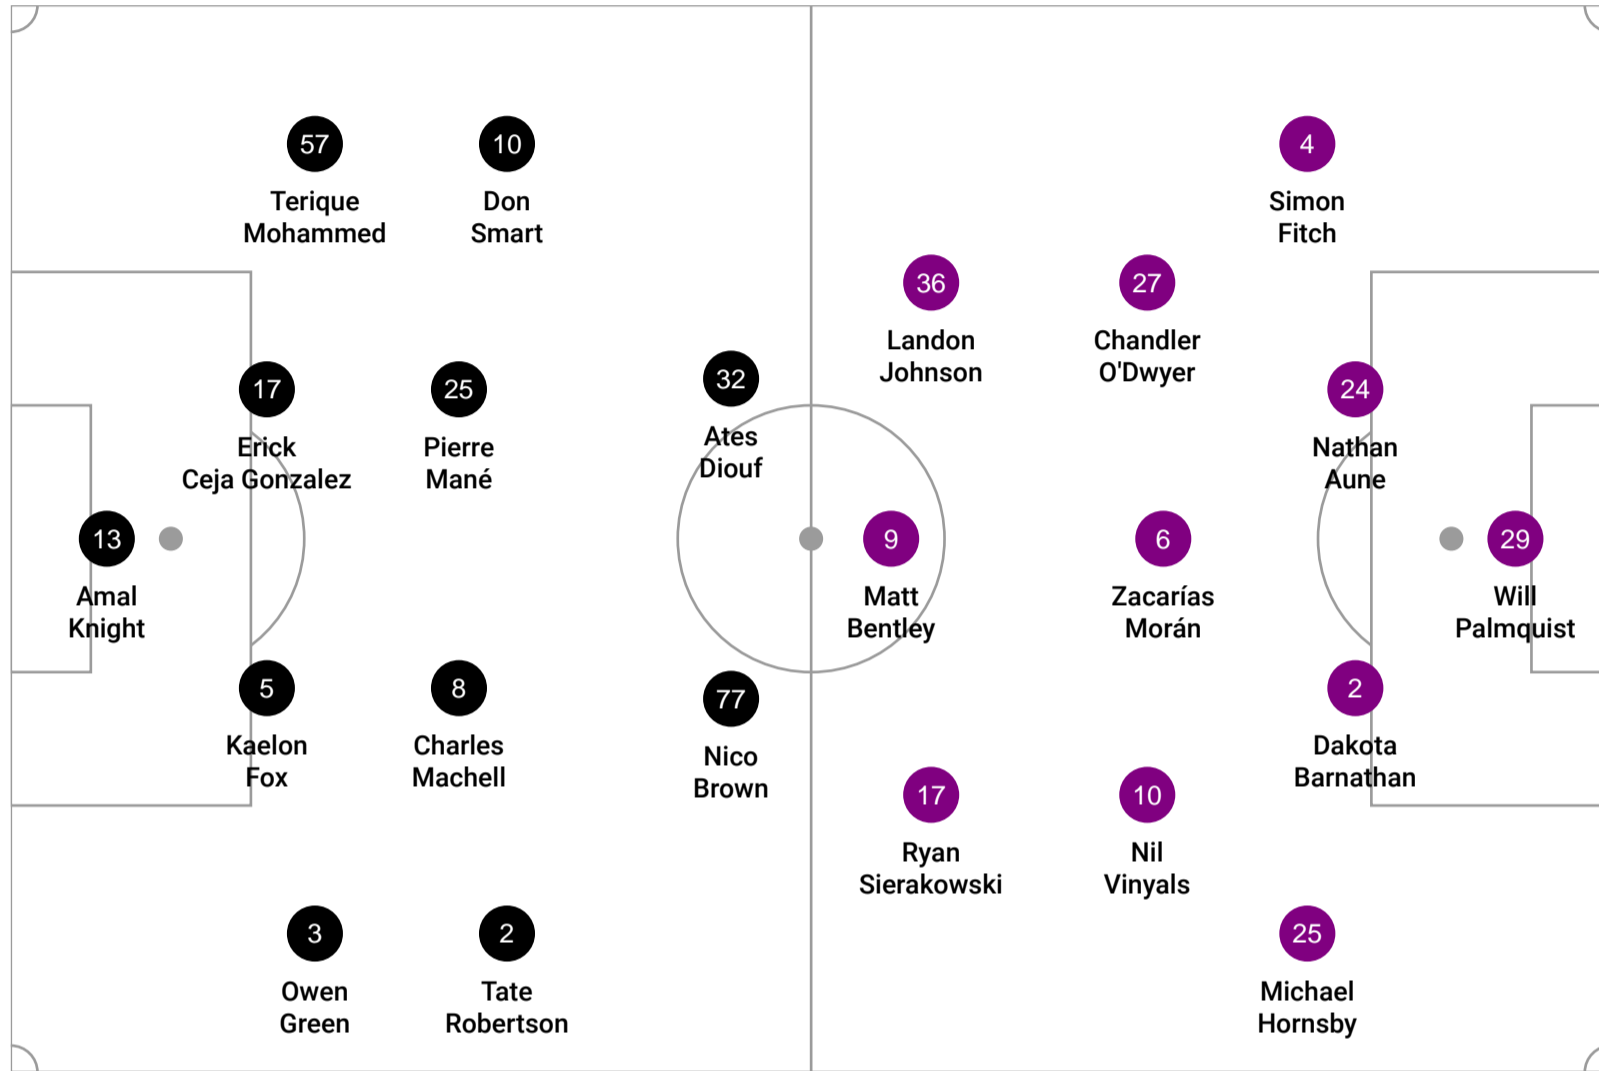 57
Terique
Mohammed
10
Don
Smart
4
Simon
Fitch
36
Landon
Johnson
27
Chandler
O'Dwyer
17
Erick
Ceja Gonzalez
25
Pierre
Mané
32
Ates
Diouf
24
Nathan
Aune
13
Amal
Knight
9
Matt
Bentley
6
Zacarías
Morán
29
Will
Palmquist
5
Kaelon
Fox
8
Charles
Machell
77
Nico
Brown
2
Dakota
Barnathan
17
Ryan
Sierakowski
10
Nil
Vinyals
3
Owen
Green
2
Tate
Robertson
25
Michael
Hornsby